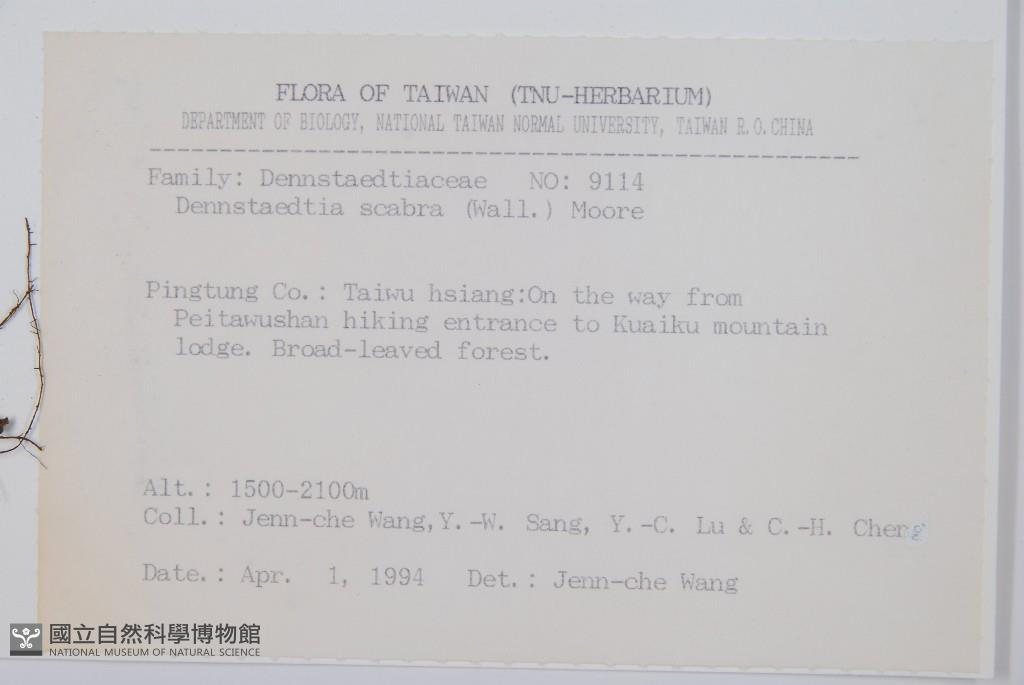 FLORA OF TAIWAN (TNU-HERBARIUM)
DEPARTMENT OF BIOLOGY, NATIONAL TAIWAN NORMAL UNIVERSITY, TAIWAN R.O.CHINA
Family: Dennstaedtiaceae NO: 9114
Dennstaedtia scabra (Wall.) Moore
Pingtung Co.: Taiwu hsiang:On the way from
Peitawushan hiking entrance to Kuaiku mountain
lodge. Broad-leaved forest.
Alt.: 1500-2100m
Coll.: Jenn-che Wang,Y.-W. Sang, Y.-C. Lu & C.-H. Cheng
Date.: Apr. 1, 1994 Det.: Jenn-che Wang
國立自然科學博物館
NATIONAL MUSEUM OF NATURAL SCIENCE